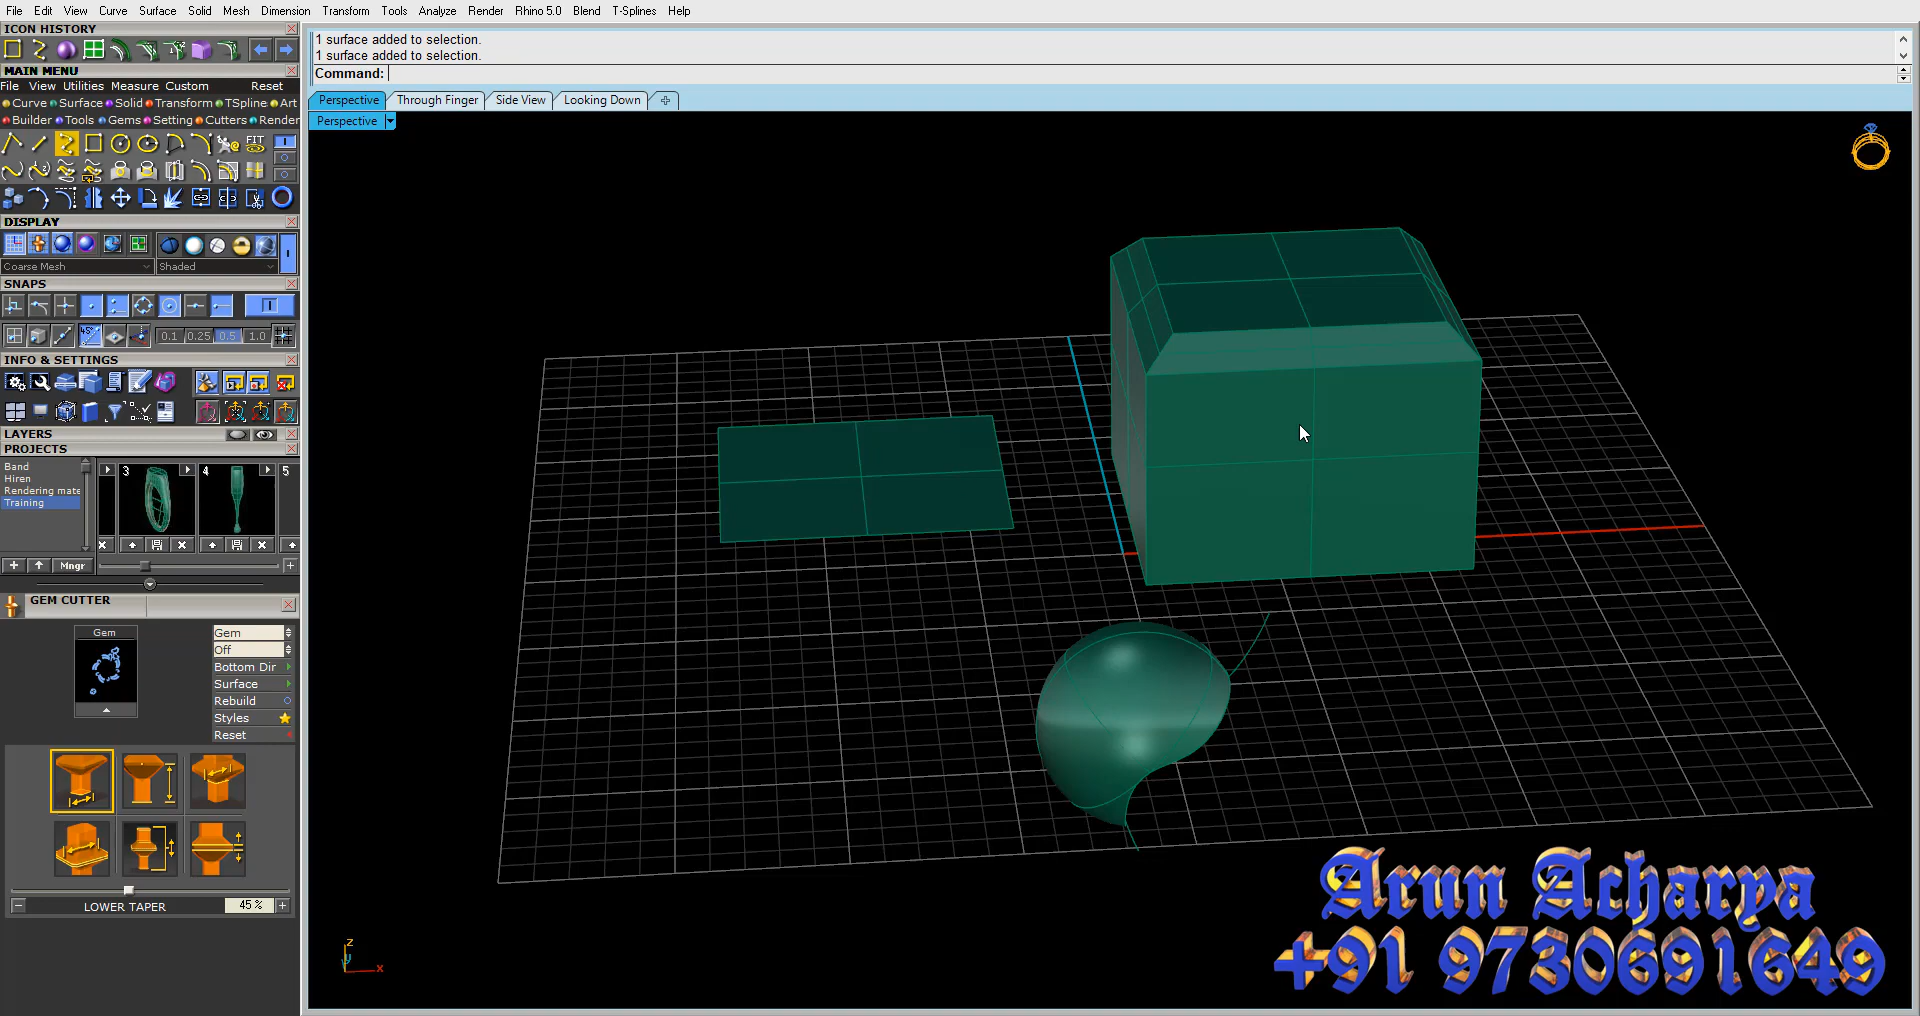 File Edit View Curve Surface Solid Mesh Dimension Transform Tools Analyze Render Rhino 5.0 Blend T-Splines Help
ICON HISTORY
MAIN MENU
File View Utilities Measure Custom Reset
Curve Surface Solid Transform TSpline Art
Builder Tools Gems Setting Cutters Render
FIT
DISPLAY
Coarse Mesh Shaded
SNAPS
45°
0.1 0.25 0.5 1.0
INFO & SETTINGS
LAYERS
PROJECTS
Band
Hiren
Rendering mate
Training
3 4 5
+ Mngr
GEM CUTTER
Gem
Gem
Off
Bottom Dir
Surface
Rebuild
Styles
Reset
LOWER TAPER 45 %
1 surface added to selection.
1 surface added to selection.
Command:
Perspective Through Finger Side View Looking Down
Perspective
z
y
x
Arun Acharya
+91 9730691649